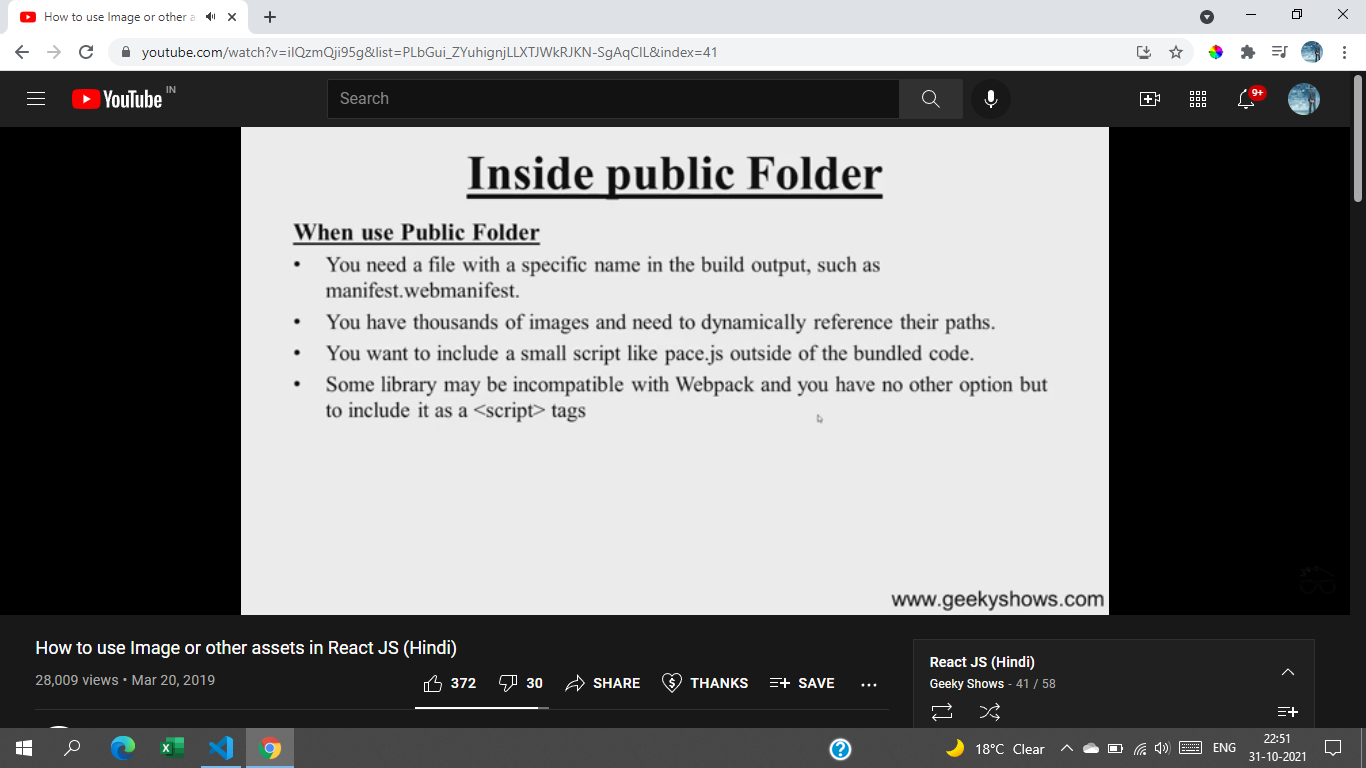 How to use Image or other a
youtube.com/watch?v=ilQzmQji95g&list=PLbGui_ZYuhignjLLXTJWkRJKN-SgAqClL&index=41
YouTube IN
Search
9+
Inside public Folder
When use Public Folder
• You need a file with a specific name in the build output, such as
manifest.webmanifest.
• You have thousands of images and need to dynamically reference their paths.
• You want to include a small script like pace.js outside of the bundled code.
• Some library may be incompatible with Webpack and you have no other option but
to include it as a <script> tags
www.geekyshows.com
How to use Image or other assets in React JS (Hindi)
28,009 views • Mar 20, 2019
372
30
SHARE
THANKS
SAVE
React JS (Hindi)
Geeky Shows - 41 / 58
18°C Clear
ENG
22:51
31-10-2021